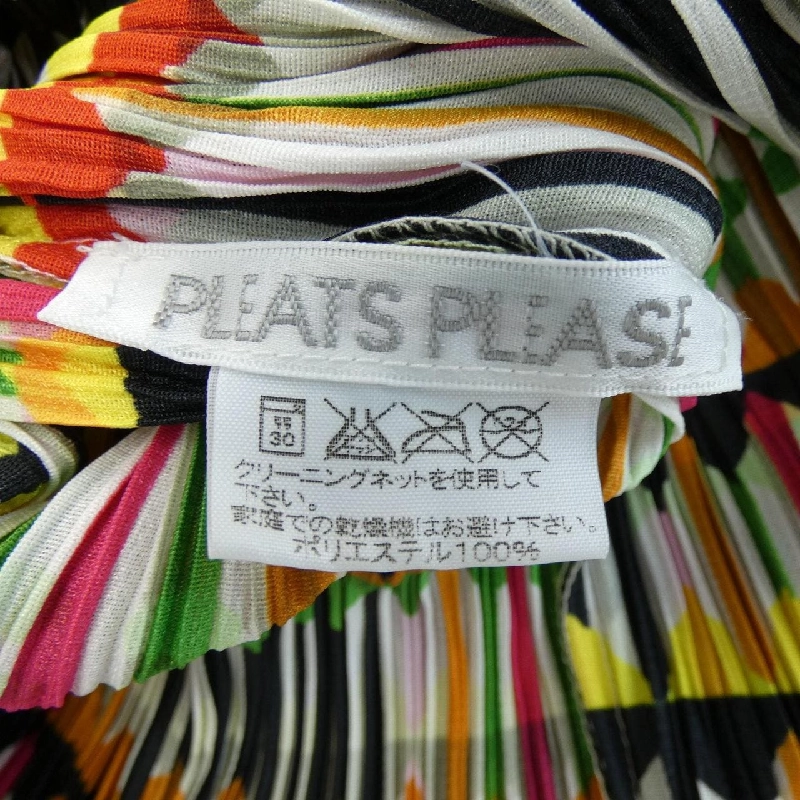 PLEATS PLEASE
弱
30
クリーニングネットを使用して
下さい。
家庭での乾燥機はお避け下さい。
ポリエステル100%